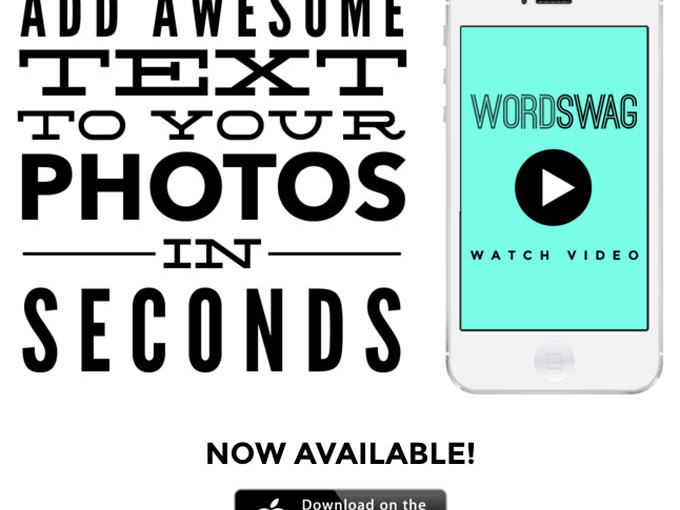 ADD AWESOME
TEXT
TO YOUR
PHOTOS
IN
SECONDS
WORDSWAG
WATCH VIDEO
NOW AVAILABLE!
Download on the